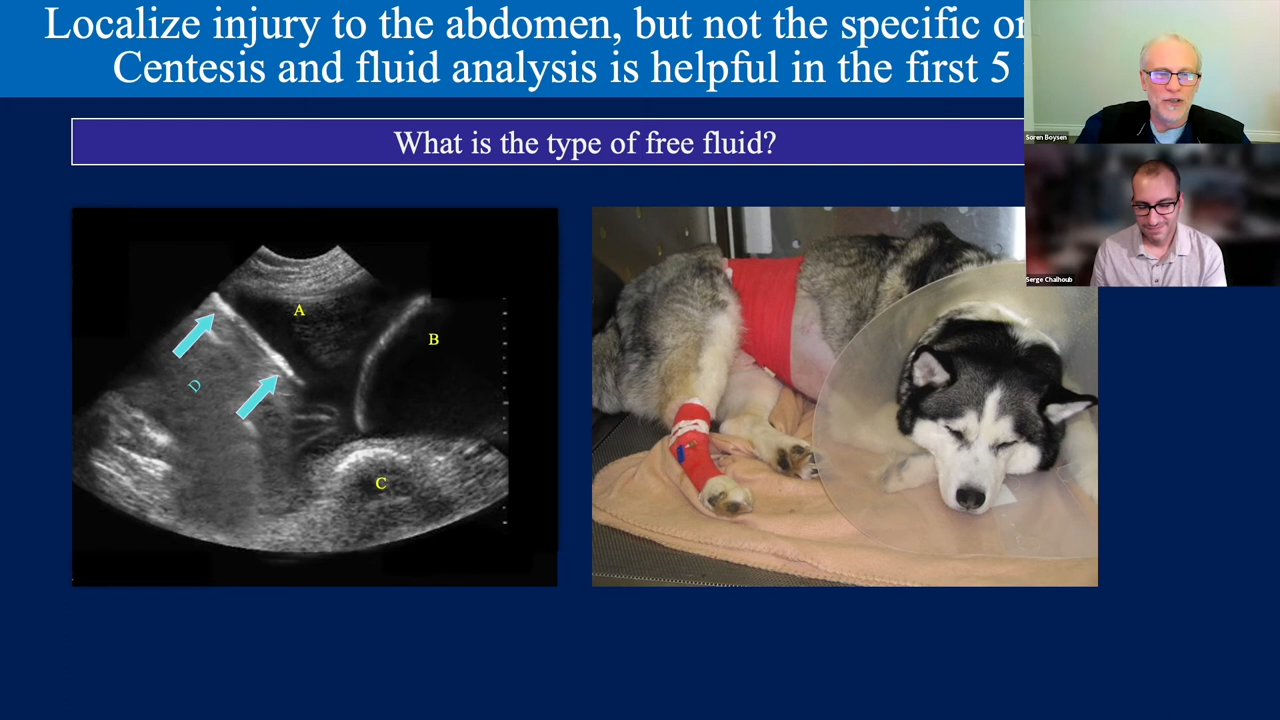 Localize injury to the abdomen, but not the specific
Centesis and fluid analysis is helpful in the first 5
Soren Boysen
What is the type of free fluid?
Serge Chalhoub
A
B
D
C